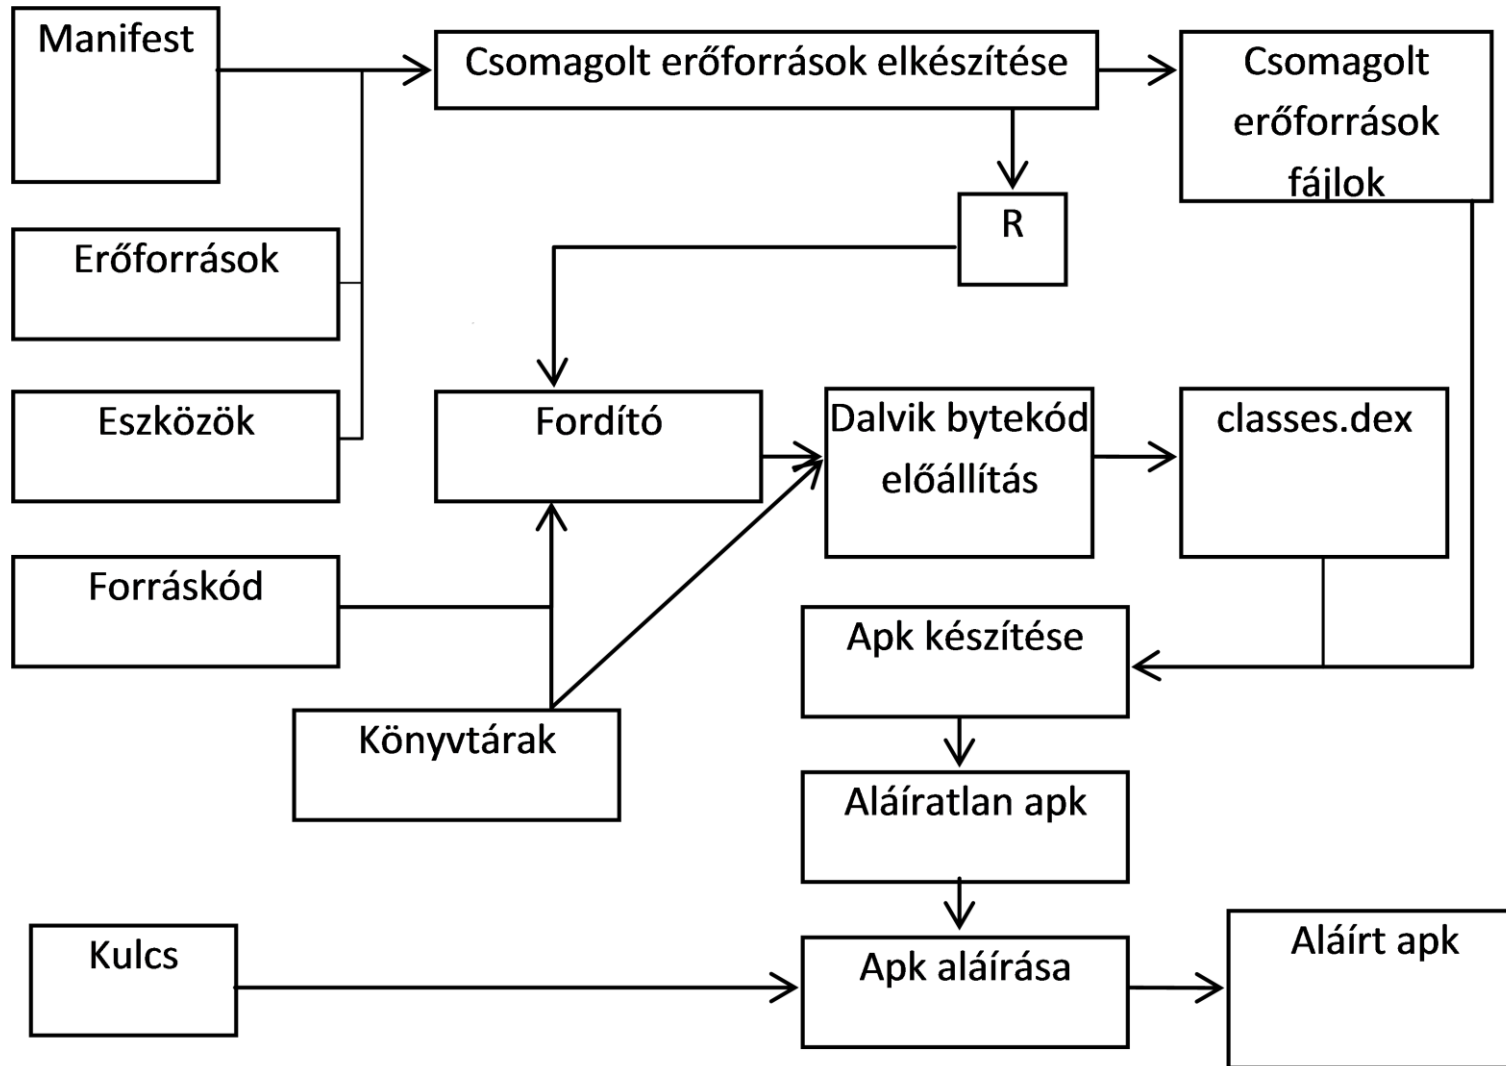 Manifest
Csomagolt erőforrások elkészítése
Csomagolt
erőforrások
fájlok
R
Erőforrások
Eszközök
Fordító
Dalvik bytekód
előállítás
classes.dex
Forráskód
Apk készítése
Könyvtárak
Aláíratlan apk
Kulcs
Apk aláírása
Aláírt apk